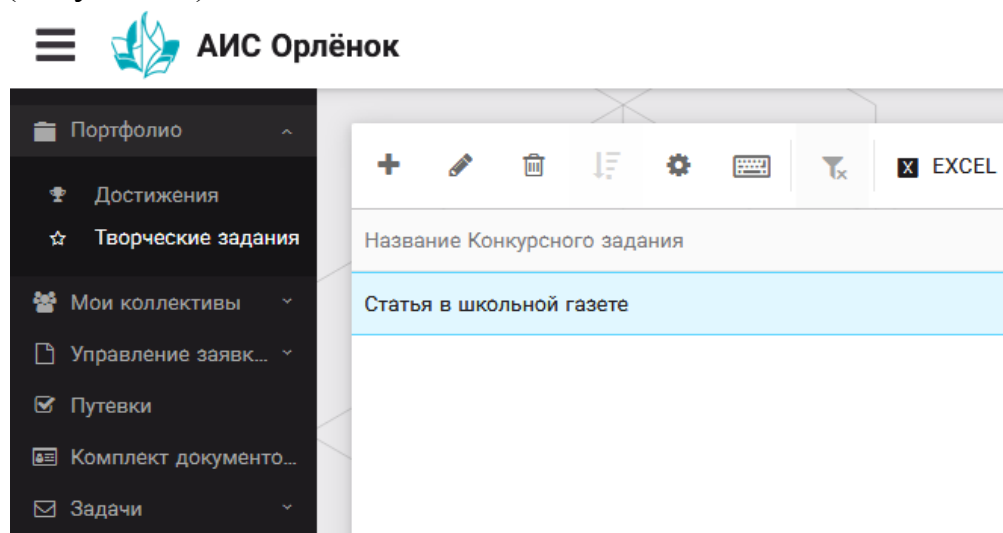 АИС Орлёнок
Портфолио
Достижения
Творческие задания
Мои коллективы
Управление заявк...
Путевки
Комплект документо...
Задачи
X EXCEL
Название Конкурсного задания
Статья в школьной газете